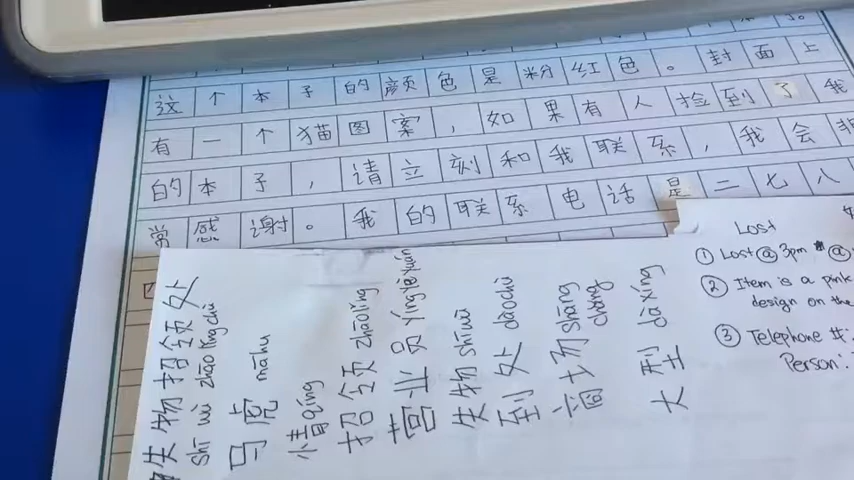 这个本子的颜色是粉红色。封面上
有一个猫图案，如果有人捡到了我
的本子，请立刻和我联系，我会非
常感谢。我的联系电话是二七八
失物招领处
shī wù zhāo lǐng chù
马虎 mǎhu
情 qíng
招领 zhāolǐng
营业员 yíngyèyuán
失物 shīwù
到处 dàochù
商场 shāng chǎng
大型 dàxíng
Lost
① Lost @ 3pm * @
② Item is a pink
design on the
③ Telephone #:
Person: